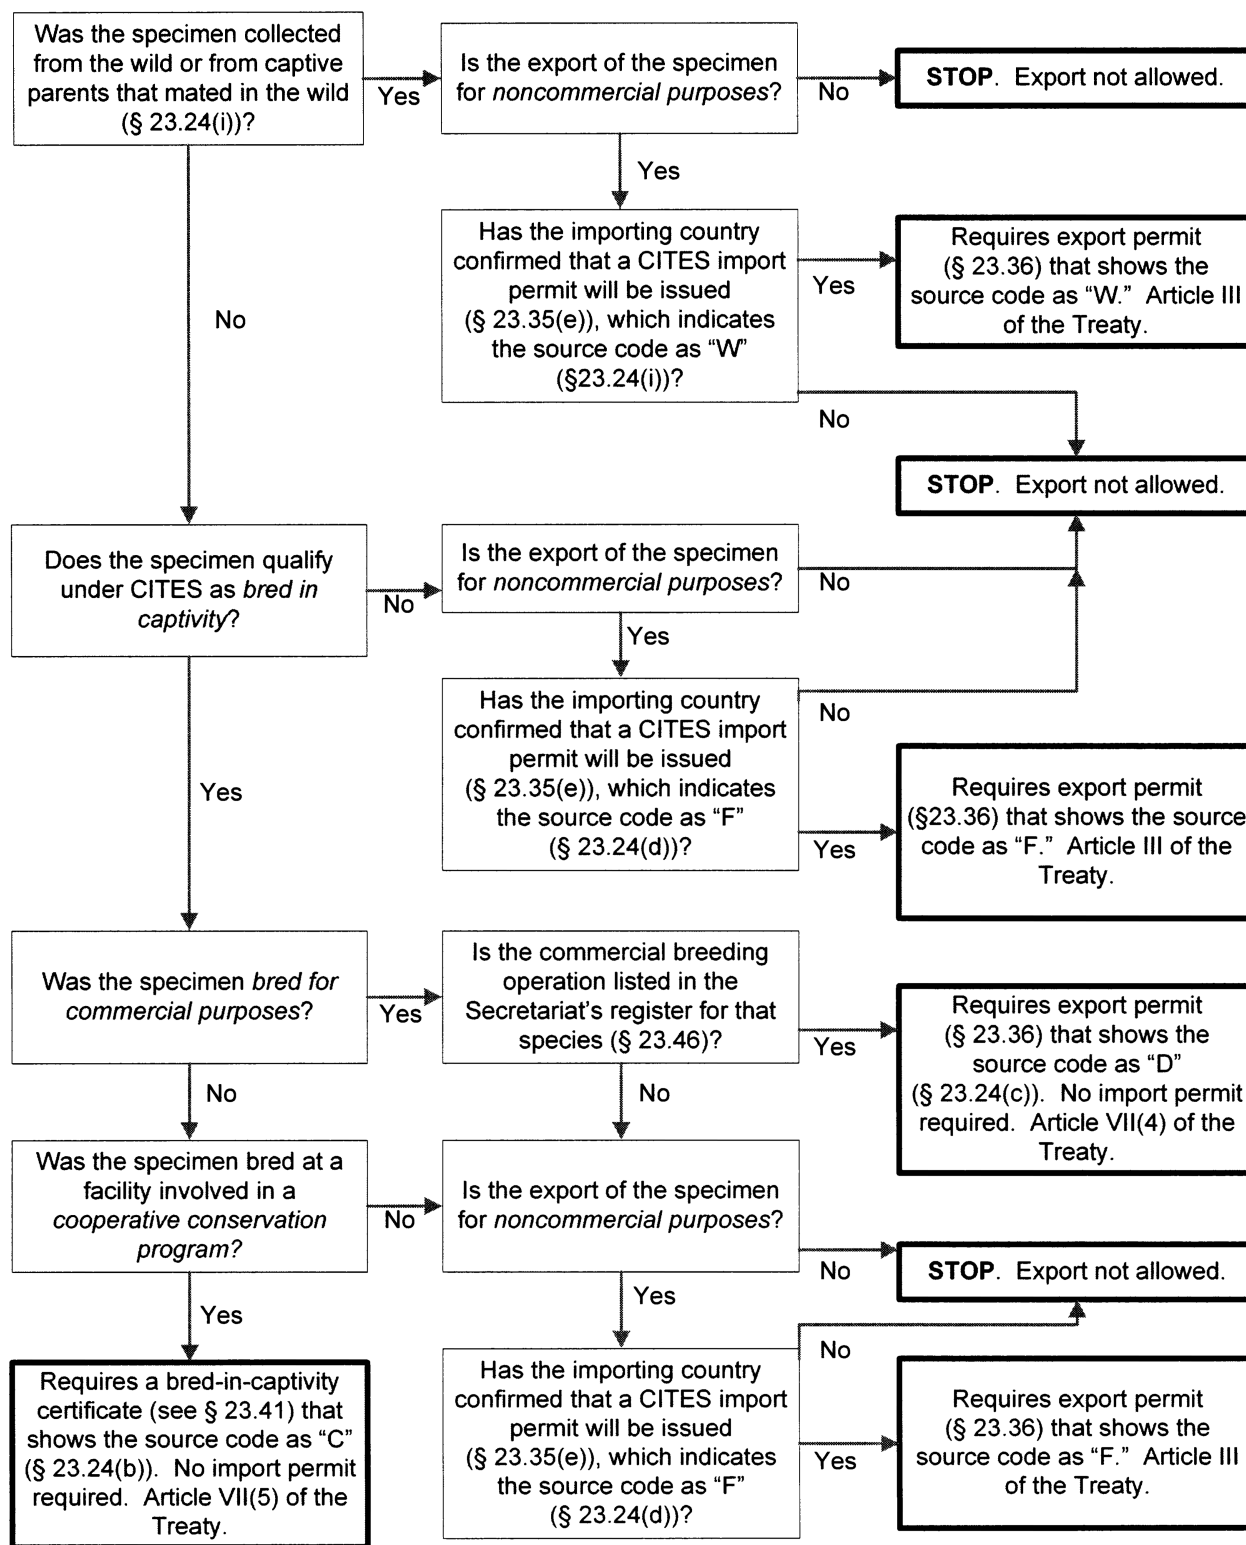 Was the specimen collected
from the wild or from captive
parents that mated in the wild
(§ 23.24(i))?
Yes
Is the export of the specimen
for noncommercial purposes?
No
STOP. Export not allowed.
Yes
No
Has the importing country
confirmed that a CITES import
permit will be issued
(§ 23.35(e)), which indicates
the source code as “W”
(§23.24(i))?
Yes
Requires export permit
(§ 23.36) that shows the
source code as “W.” Article III
of the Treaty.
No
STOP. Export not allowed.
Does the specimen qualify
under CITES as bred in
captivity?
No
Is the export of the specimen
for noncommercial purposes?
No
Yes
Yes
Has the importing country
confirmed that a CITES import
permit will be issued
(§ 23.35(e)), which indicates
the source code as “F”
(§ 23.24(d))?
No
Yes
Requires export permit
(§23.36) that shows the source
code as “F.” Article III of the
Treaty.
Was the specimen bred for
commercial purposes?
Yes
Is the commercial breeding
operation listed in the
Secretariat’s register for that
species (§ 23.46)?
Yes
Requires export permit
(§ 23.36) that shows the
source code as “D”
(§ 23.24(c)). No import permit
required. Article VII(4) of the
Treaty.
No
No
Was the specimen bred at a
facility involved in a
cooperative conservation
program?
No
Is the export of the specimen
for noncommercial purposes?
No
STOP. Export not allowed.
Yes
Yes
Requires a bred-in-captivity
certificate (see § 23.41) that
shows the source code as “C”
(§ 23.24(b)). No import permit
required. Article VII(5) of the
Treaty.
Has the importing country
confirmed that a CITES import
permit will be issued
(§ 23.35(e)), which indicates
the source code as “F”
(§ 23.24(d))?
No
Yes
Requires export permit
(§ 23.36) that shows the
source code as “F.” Article III
of the Treaty.